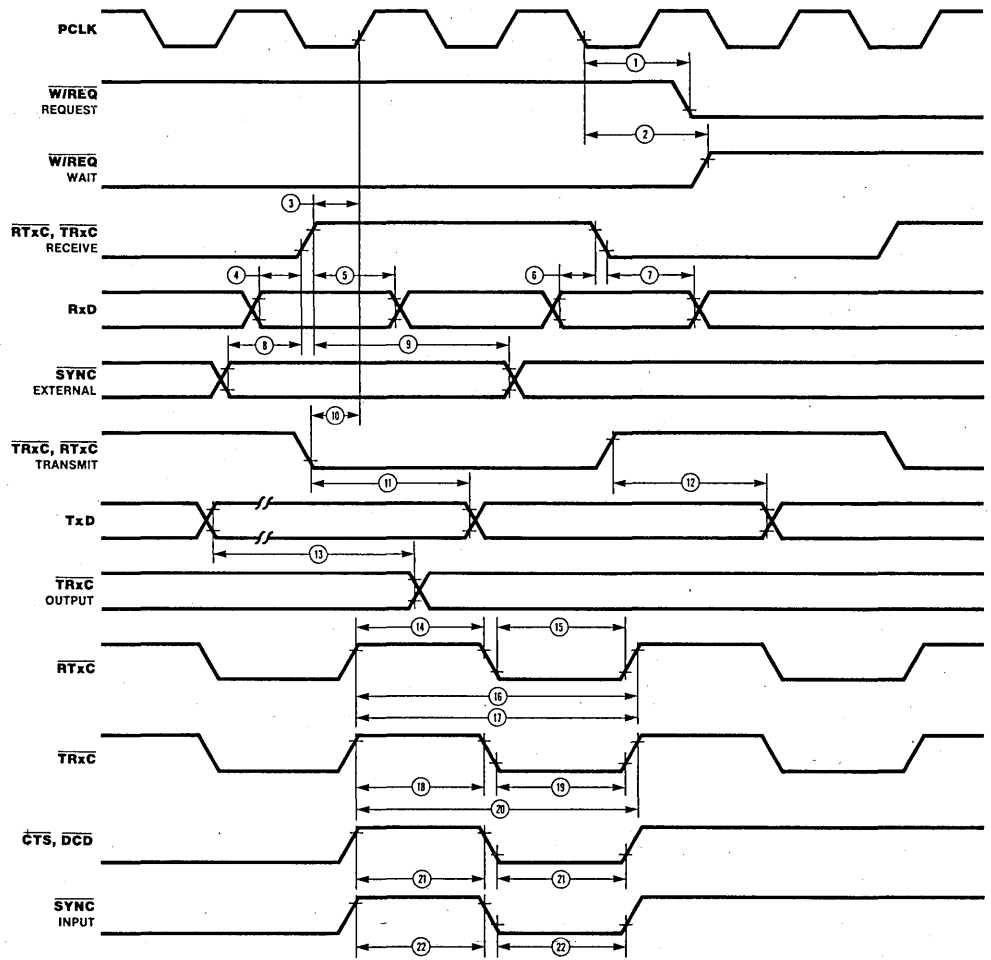 PCLK
1
W/REQ
REQUEST
2
W/REQ
WAIT
3
RTxC, TRxC
RECEIVE
4
5
6
7
RxD
8
9
SYNC
EXTERNAL
10
TRxC, RTxC
TRANSMIT
11
12
TxD
13
TRxC
OUTPUT
14
15
RTxC
16
17
TRxC
18
19
20
CTS, DCD
21
21
SYNC
INPUT
22
22